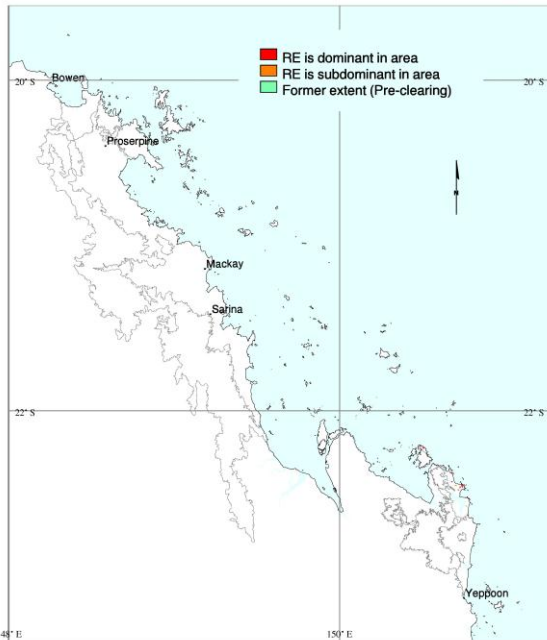 RE is dominant in area
RE is subdominant in area
Former extent (Pre-clearing)
20° S
20° S
Bowen
Proserpine
N
Mackay
Sarina
22° S
22° S
Yeppoon
48° E
150° E